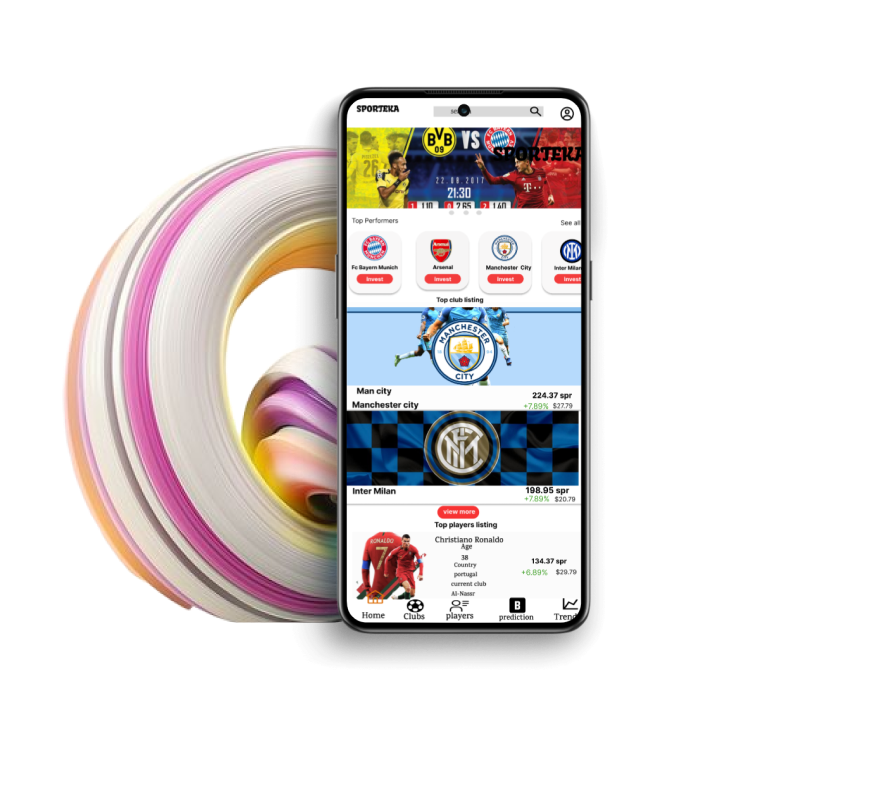 SPORTEKA
BVB
09
VS
SPORTEKA
22.08 2017
21:30
1 1.10 0 7.65 2 1.40
Top Performers
See all
Fc Bayern Munich
Arsenal
Manchester City
Inter Milan
Invest
Invest
Invest
Invest
Top club listing
MANCHESTER
CITY
Man city
Manchester city
224.37 spr
+7.89% $27.79
Inter Milan
198.95 spr
+7.89% $20.79
view more
Top players listing
RONALDO
7
Christiano Ronaldo
Age
38
Country
portugal
current club
Al-Nassr
134.37 spr
+6.89% $29.79
Home
Clubs
players
B
prediction